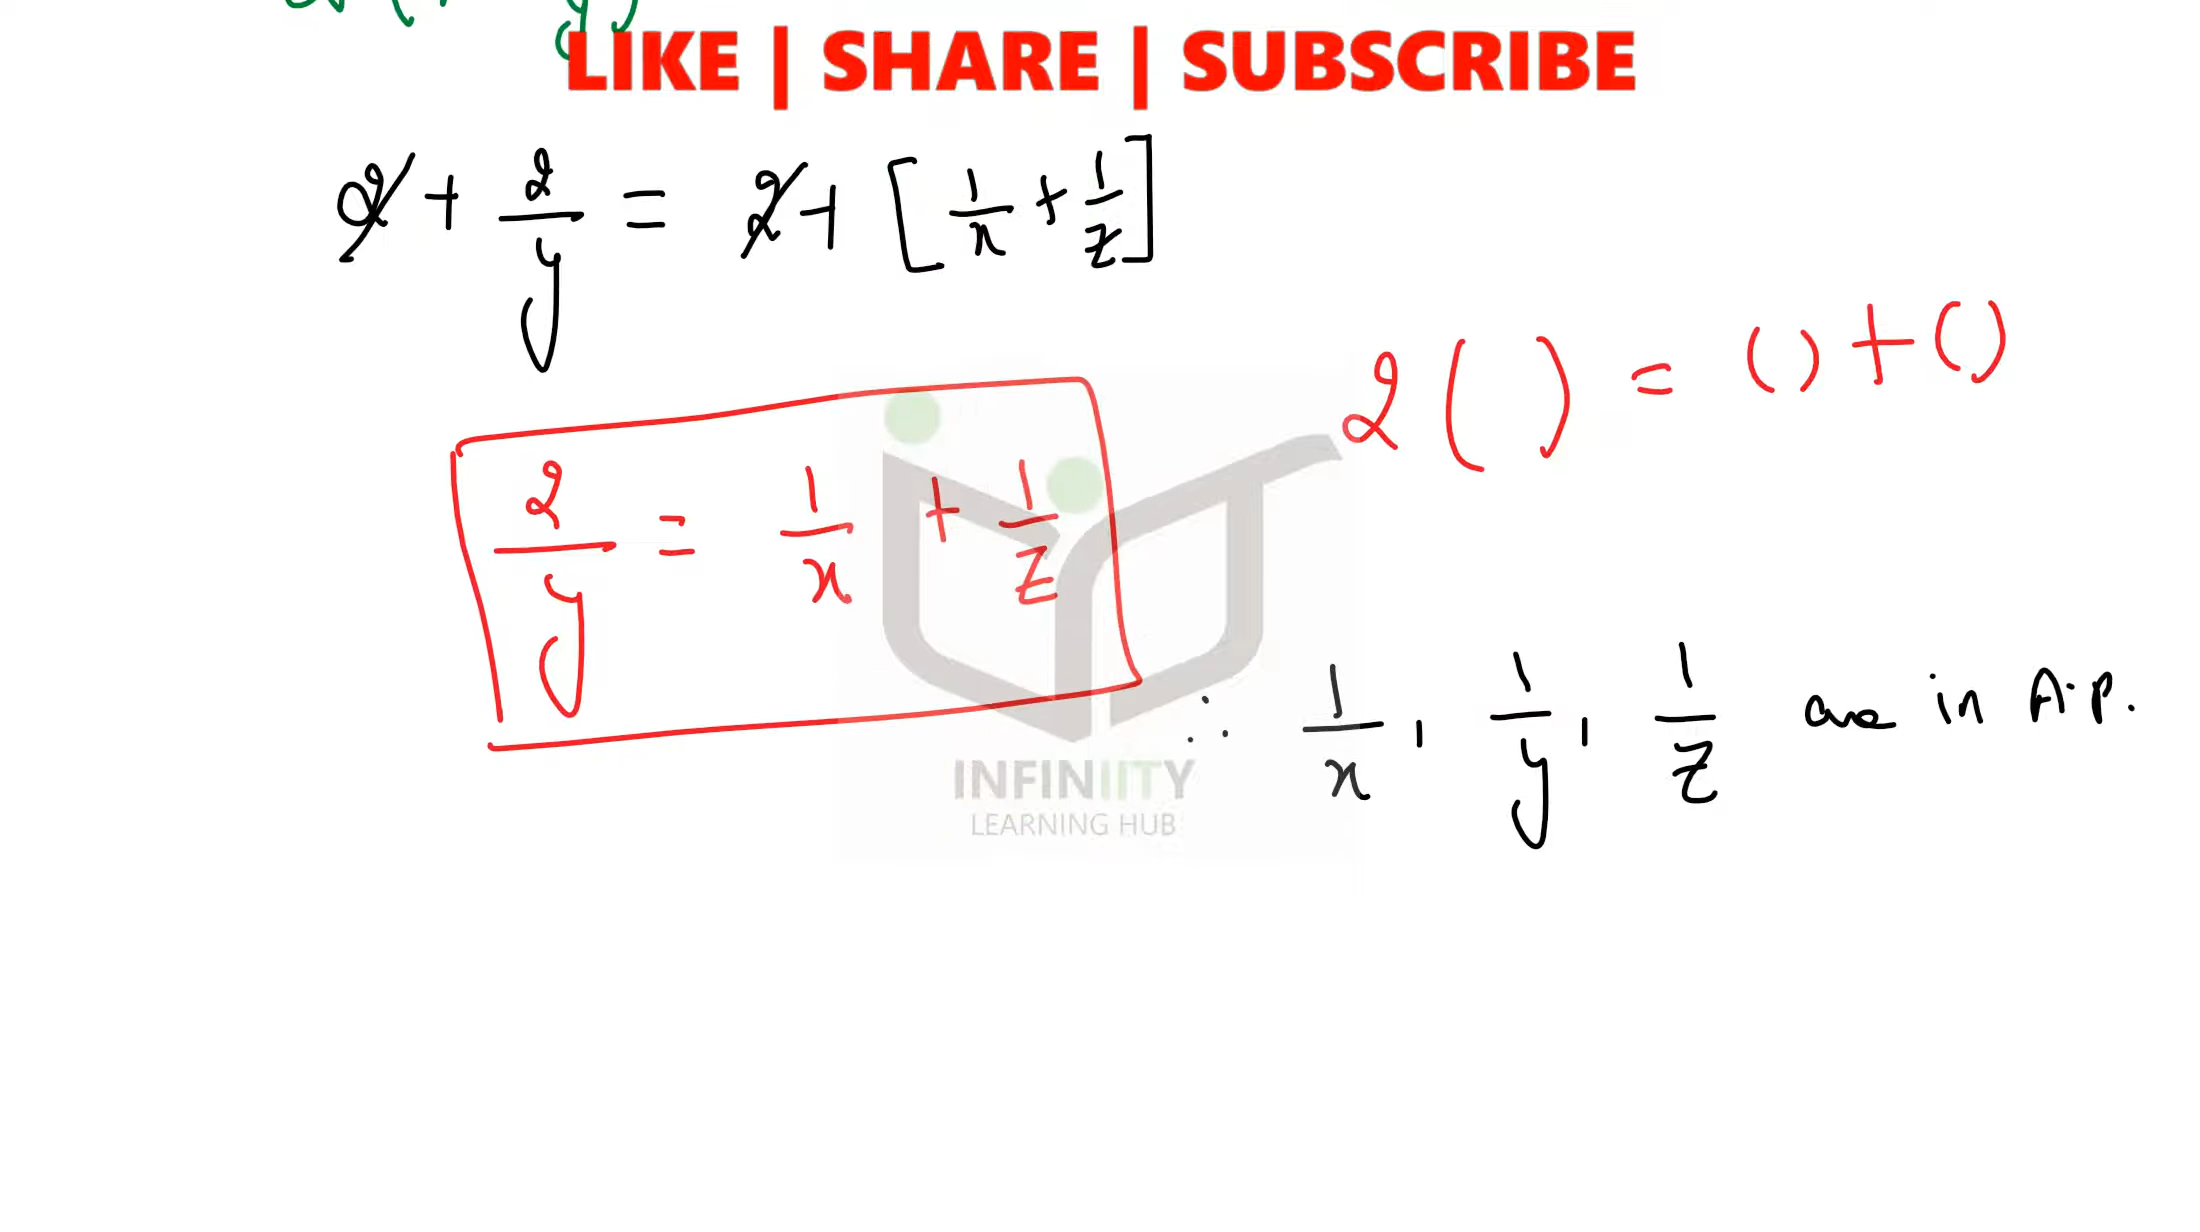 LIKE | SHARE | SUBSCRIBE
2 + 2/y = 2 + [1/x + 1/z]
2 ( ) = ( ) + ( )
2/y = 1/x + 1/z
∴ 1/x, 1/y, 1/z are in A.P.
INFINIITY
LEARNING HUB